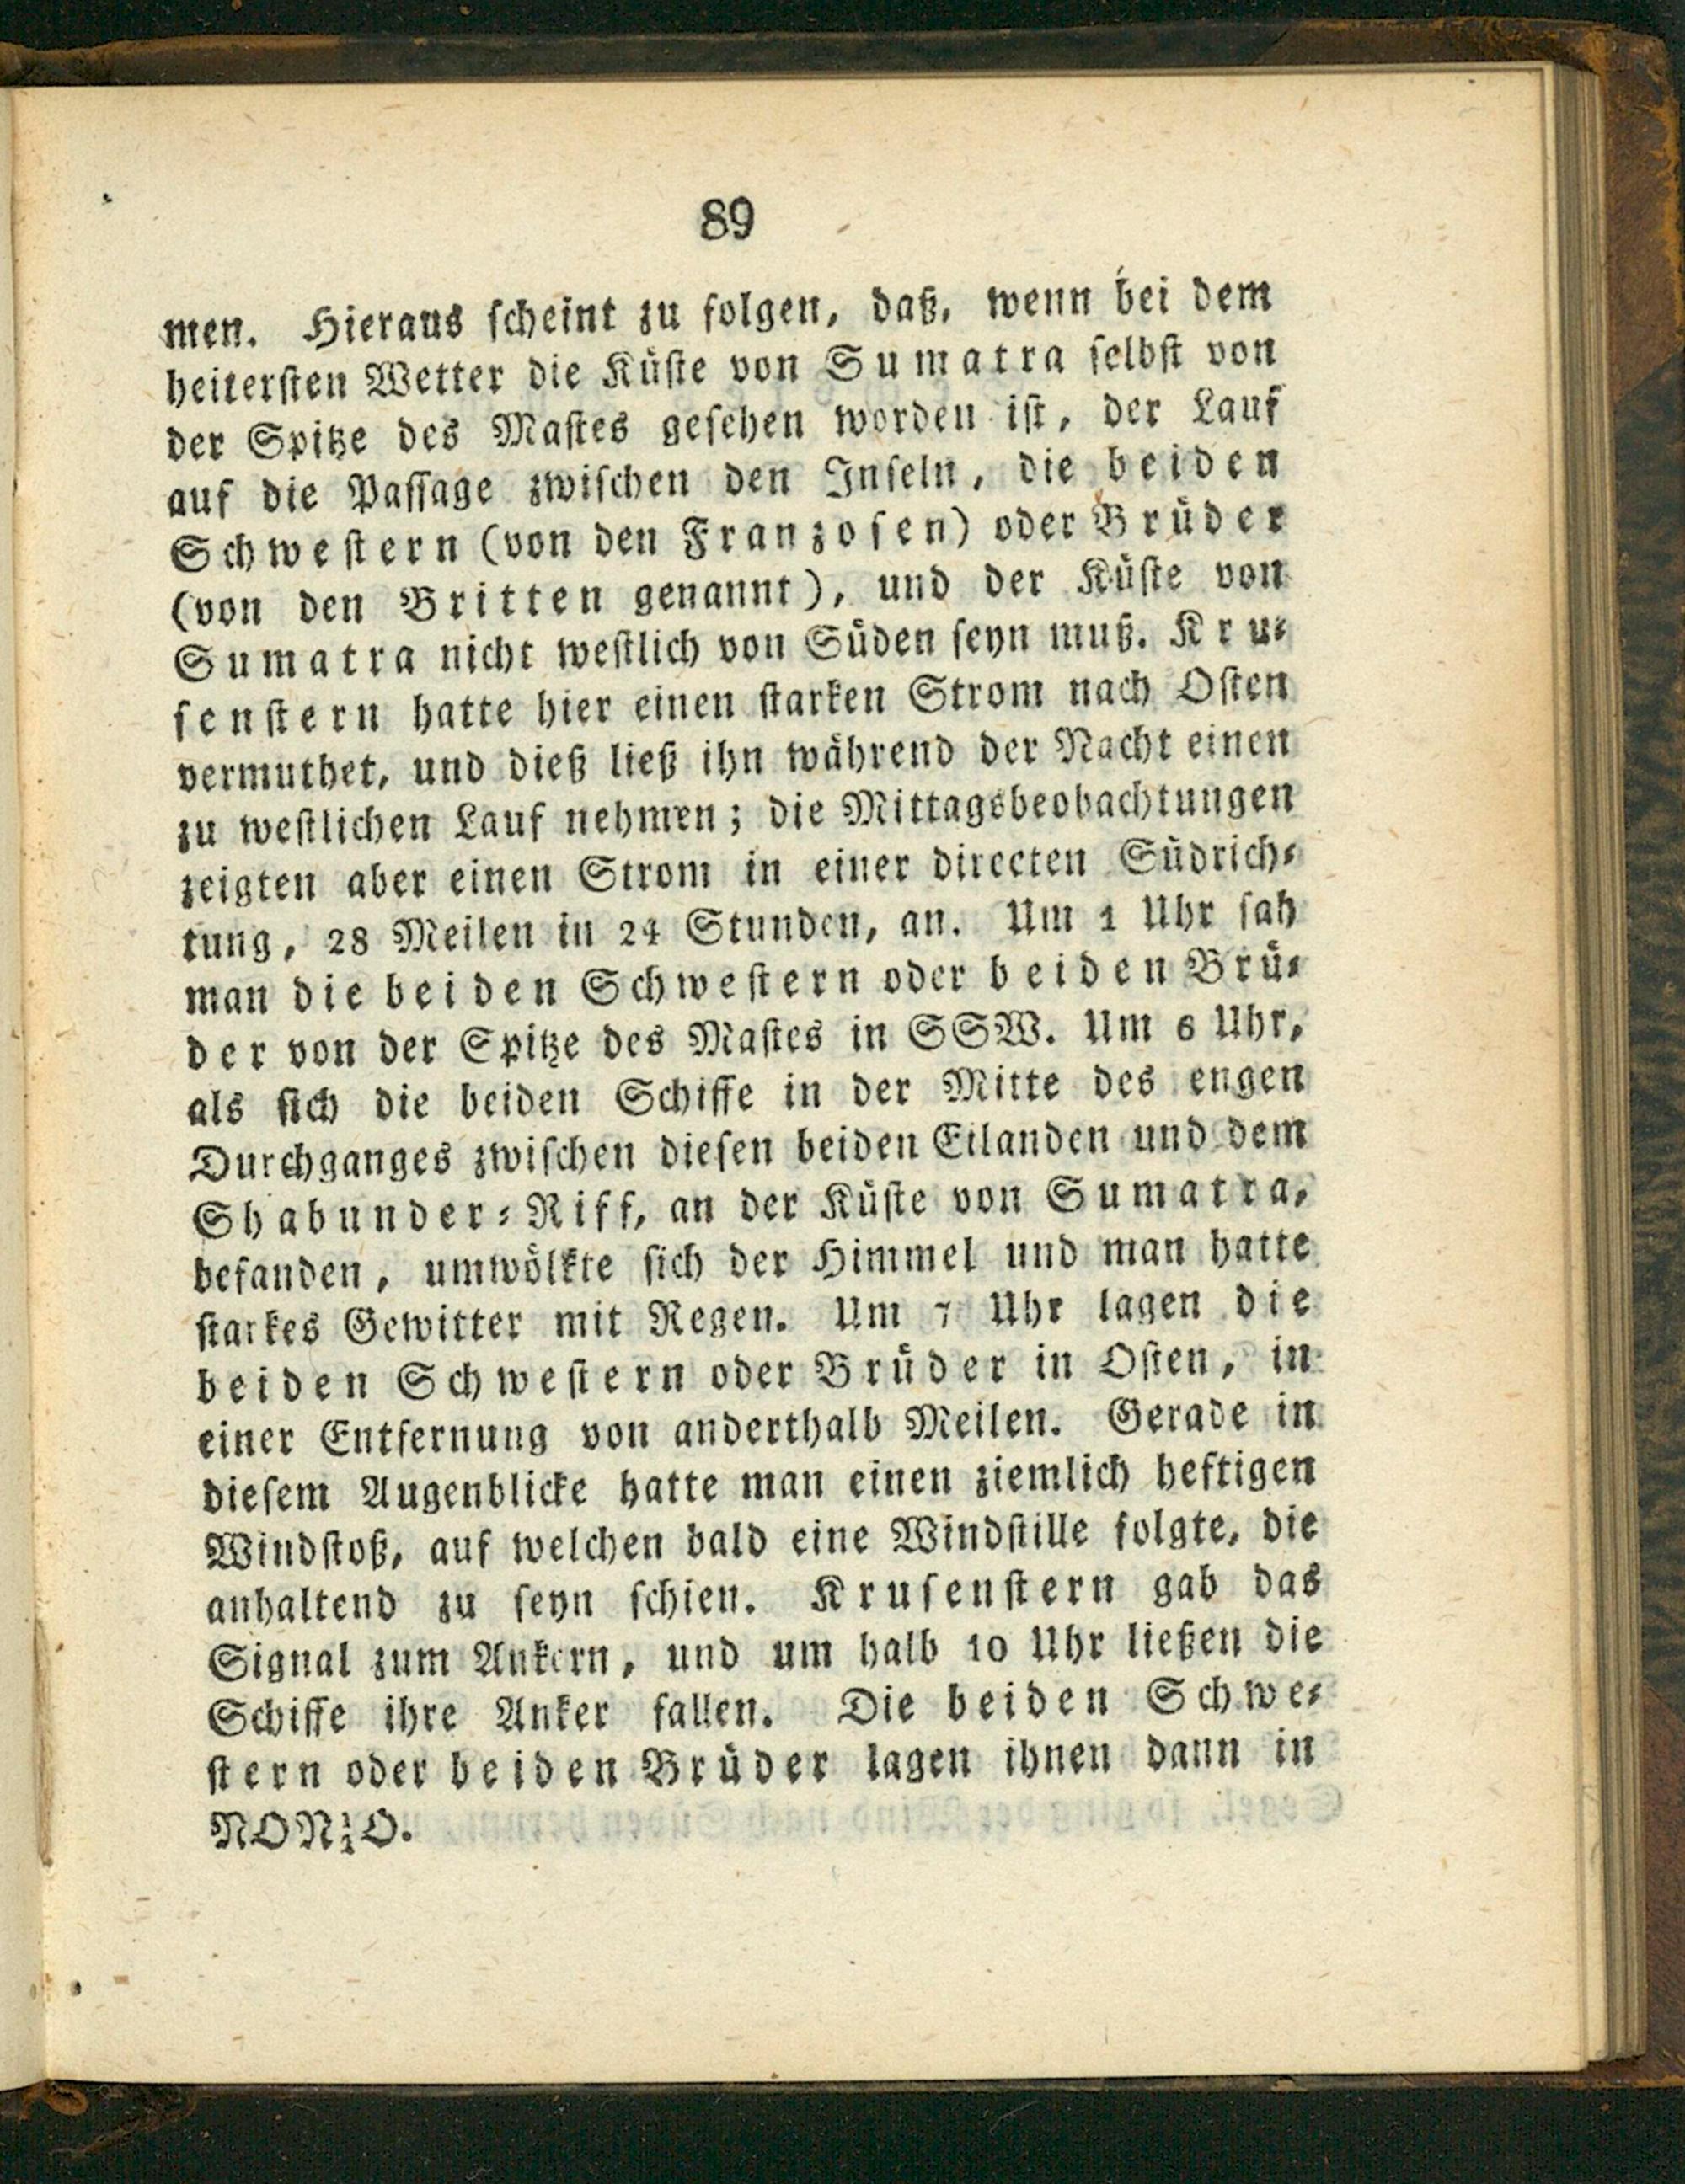 89
men. Hieraus scheint zu folgen, daß, wenn bei dem
heitersten Wetter die Küste von Sumatra selbst von
der Spitze des Mastes gesehen worden ist, der Lauf
auf die Passage zwischen den Inseln, die beiden
Schwestern (von den Franzosen) oder Brüder
(von den Britten genannt), und der Küste von
Sumatra nicht westlich von Süden seyn muß. Kru-
senstern hatte hier einen starken Strom nach Osten
vermuthet, und dieß ließ ihn während der Nacht einen
zu westlichen Lauf nehmen; die Mittagsbeobachtungen
zeigten aber einen Strom in einer directen Südrich-
tung, 28 Meilen in 24 Stunden, an. Um 1 Uhr sah
man die beiden Schwestern oder beiden Brü-
der von der Spitze des Mastes in SSW. Um 6 Uhr,
als sich die beiden Schiffe in der Mitte des engen
Durchganges zwischen diesen beiden Eilanden und dem
Shabunder-Riff, an der Küste von Sumatra,
befanden, umwölkte sich der Himmel und man hatte
starkes Gewitter mit Regen. Um 7 Uhr lagen die
beiden Schwestern oder Brüder in Osten, in
einer Entfernung von anderthalb Meilen. Gerade in
diesem Augenblicke hatte man einen ziemlich heftigen
Windstoß, auf welchen bald eine Windstille folgte, die
anhaltend zu seyn schien. Krusenstern gab das
Signal zum Ankern, und um halb 10 Uhr ließen die
Schiffe ihre Anker fallen. Die beiden Schwe-
stern oder beiden Brüder lagen ihnen dann in
NON½O.